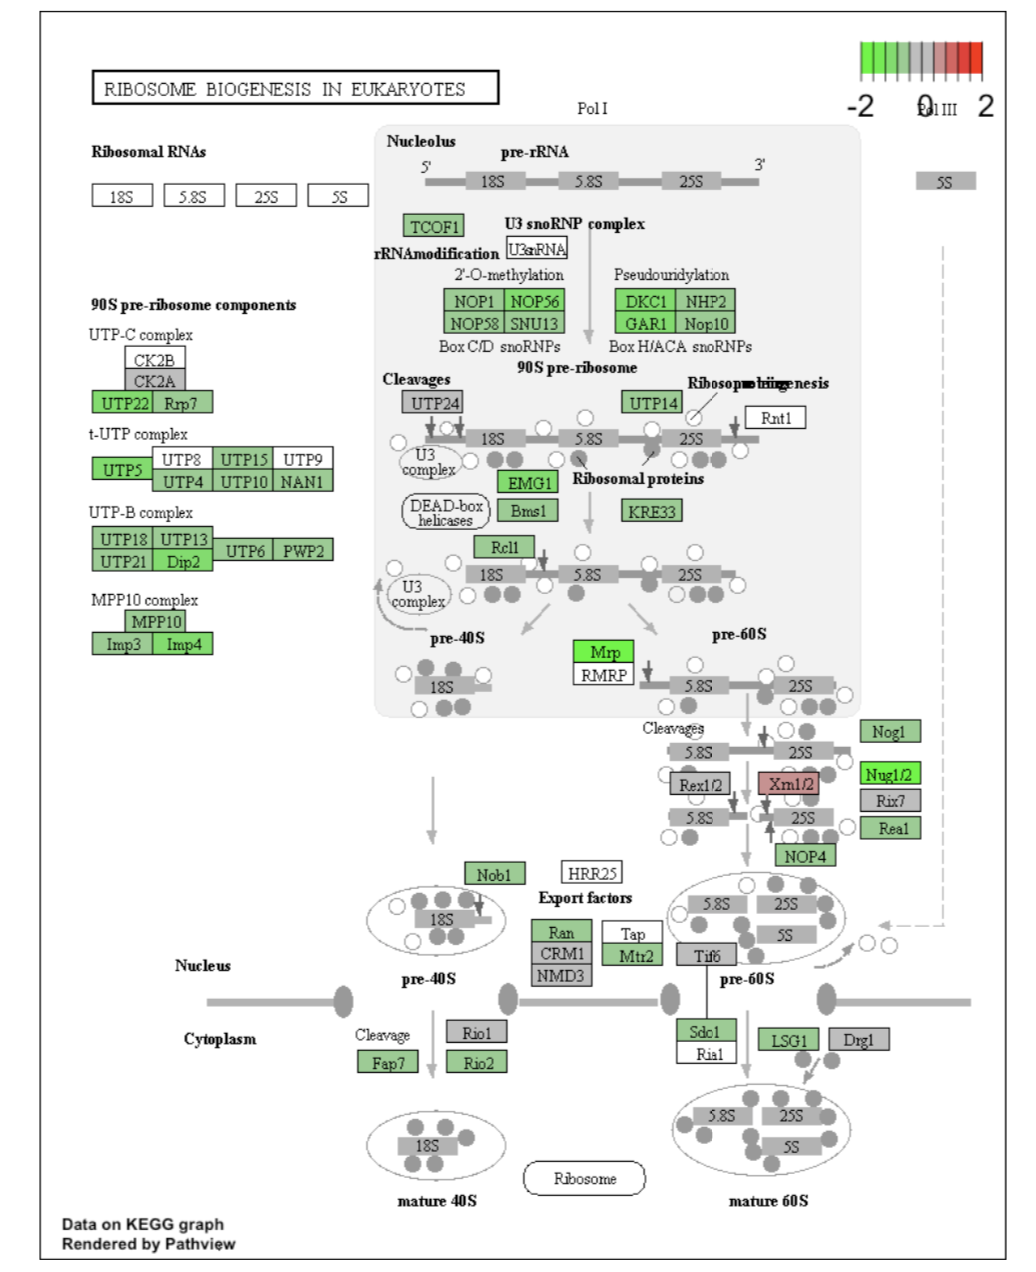 RIBOSOME BIOGENESIS IN EUKARYOTES
-2 0 2
Pol I
Pol III
Ribosomal RNAs
18S 5.8S 25S 5S
Nucleolus
pre-rRNA
5' 3'
18S 5.8S 25S
5S
TCOF1
U3 snoRNP complex
U3snRNA
rRNAmodification
2'-O-methylation
NOP1 NOP56
NOP58 SNU13
Box C/D snoRNPs
Pseudouridylation
DKC1 NHP2
GAR1 Nop10
Box H/ACA snoRNPs
90S pre-ribosome components
UTP-C complex
CK2B
CK2A
UTP22 Rrp7
t-UTP complex
UTP5
UTP8 UTP15 UTP9
UTP4 UTP10 NAN1
UTP-B complex
UTP18 UTP13
UTP21 Dip2
UTP6 PWP2
MPP10 complex
MPP10
Imp3 Imp4
90S pre-ribosome
Cleavages
UTP24
UTP14
Rnt1
18S 5.8S 25S
U3
complex
Ribosomal proteins
EMG1
DEAD-box
helicases
Bms1
KRE33
Rcl1
18S 5.8S 25S
U3
complex
pre-40S
pre-60S
Mrp
RMRP
18S
5.8S 25S
Cleavages
Nog1
5.8S 25S
Nug1/2
Rex1/2 Xrn1/2
Rix7
5.8S 25S
Rea1
NOP4
Nob1
HRR25
Export factors
18S
5.8S 25S
5S
Ran
CRM1
NMD3
Tap
Mtr2
Tif6
Nucleus
pre-40S
pre-60S
Cytoplasm
Cleavage
Rio1
Fap7
Rio2
Sdo1
Ria1
LSG1
Drg1
18S
5.8S 25S
5S
Ribosome
mature 40S
mature 60S
Data on KEGG graph
Rendered by Pathview